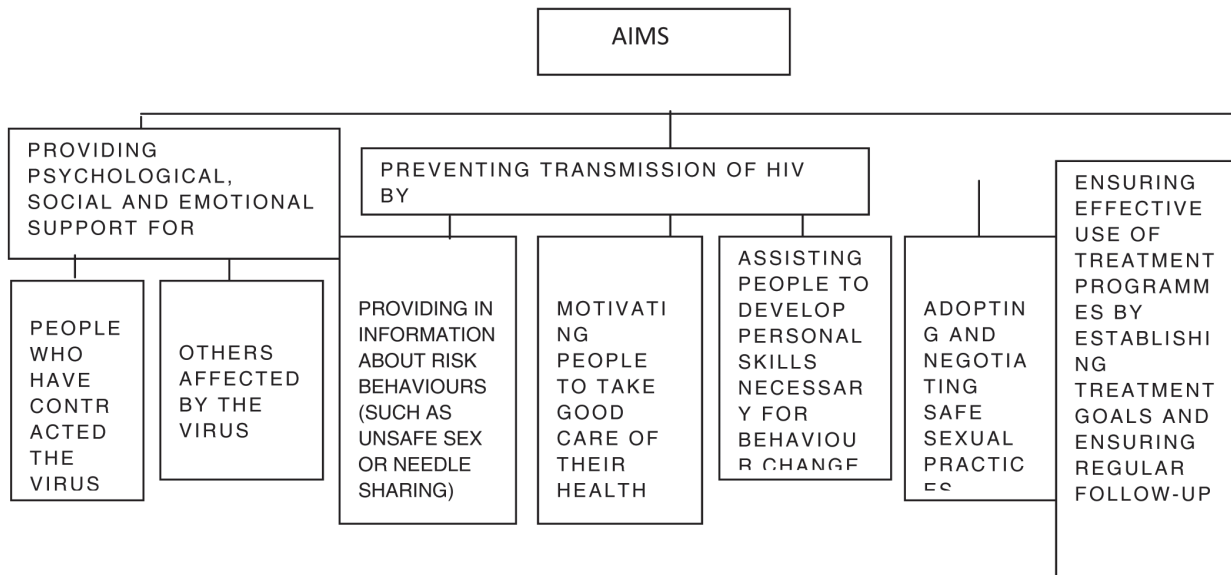 AIMS
PROVIDING
PSYCHOLOGICAL,
SOCIAL AND EMOTIONAL
SUPPORT FOR
PEOPLE
WHO
HAVE
CONTR
ACTED
THE
VIRUS
OTHERS
AFFECTED
BY THE
VIRUS
PREVENTING TRANSMISSION OF HIV
BY
PROVIDING IN
INFORMATION
ABOUT RISK
BEHAVIOURS
(SUCH AS
UNSAFE SEX
OR NEEDLE
SHARING)
MOTIVATI
NG
PEOPLE
TO TAKE
GOOD
CARE OF
THEIR
HEALTH
ASSISTING
PEOPLE TO
DEVELOP
PERSONAL
SKILLS
NECESSAR
Y FOR
BEHAVIOU
R CHANGE
ADOPTIN
G AND
NEGOTIA
TING
SAFE
SEXUAL
PRACTIC
ES
ENSURING
EFFECTIVE
USE OF
TREATMENT
PROGRAMM
ES BY
ESTABLISHI
NG
TREATMENT
GOALS AND
ENSURING
REGULAR
FOLLOW-UP